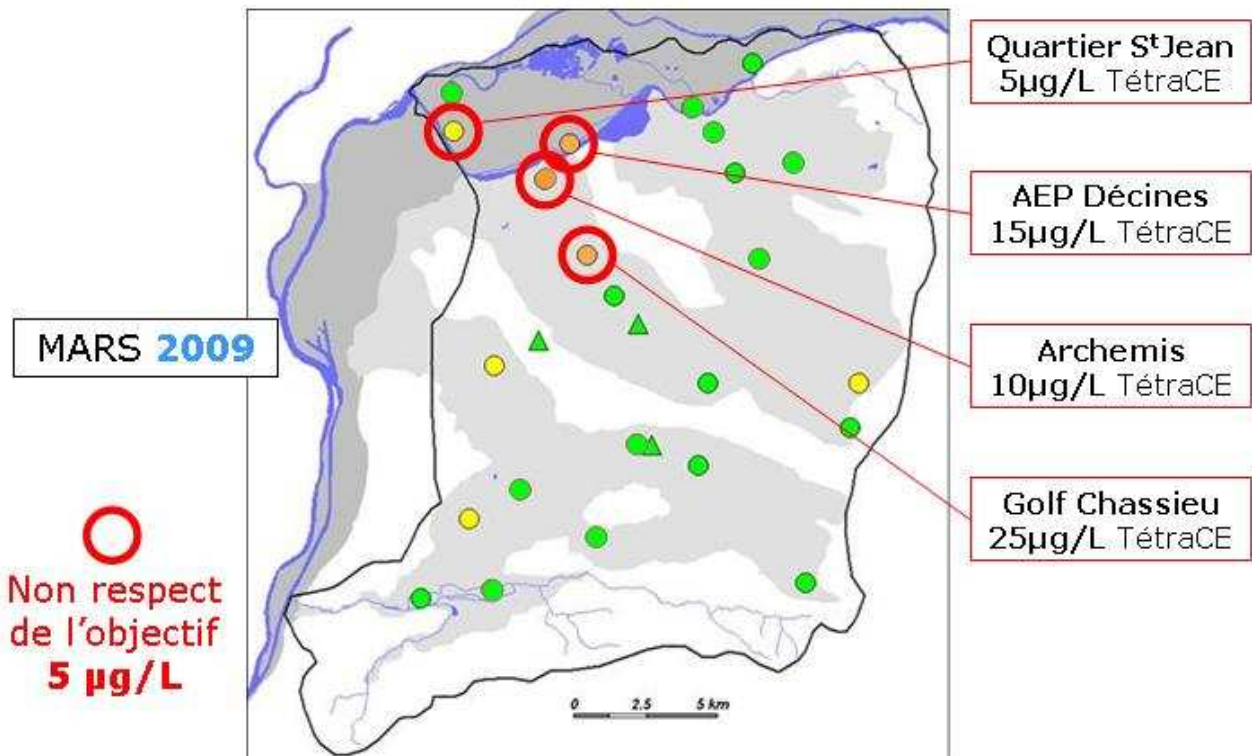 Quartier StJean
5µg/L TétraCE
AEP Décines
15µg/L TétraCE
MARS 2009
Archemis
10µg/L TétraCE
Golf Chassieu
25µg/L TétraCE
Non respect
de l'objectif
5 µg/L
0 2.5 5 km